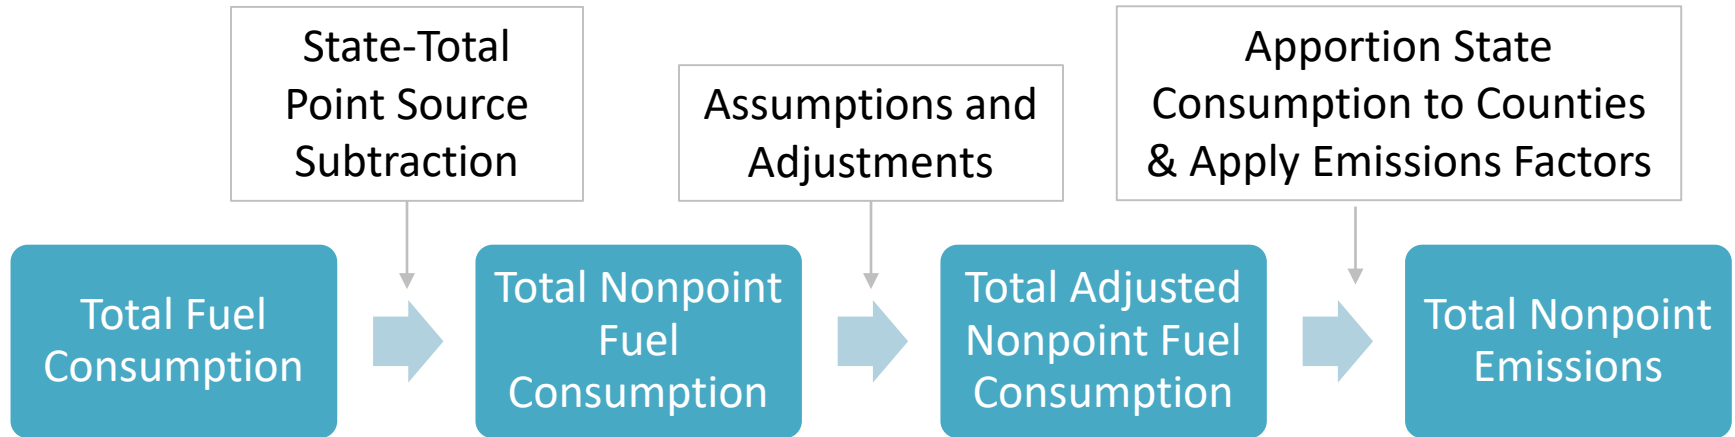 State-Total
Point Source
Subtraction
Assumptions and
Adjustments
Apportion State
Consumption to Counties
& Apply Emissions Factors
Total Fuel
Consumption
Total Nonpoint
Fuel
Consumption
Total Adjusted
Nonpoint Fuel
Consumption
Total Nonpoint
Emissions